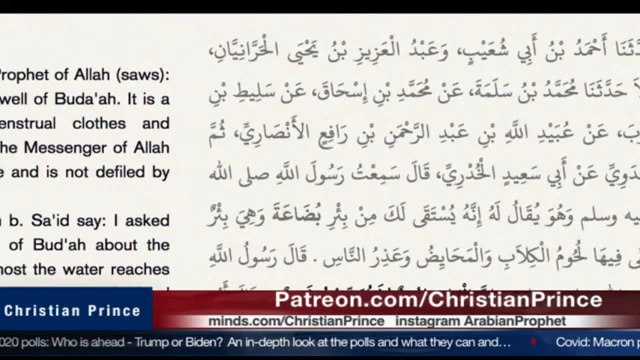 Prophet of Allah (saws):
well of Buda'ah. It is a
enstrual clothes and
he Messenger of Allah
e and is not defiled by
b. Sa'id say: I asked
of Bud'ah about the
most the water reaches
دَّثَنَا أَحْمَدُ بْنُ أَبِي شُعَيْبٍ، وَعَبْدُ الْعَزِيزِ بْنُ يَحْيَى الْحَرَّانِيَّانِ،
حَدَّثَنَا مُحَمَّدُ بْنُ سَلَمَةَ، عَنْ مُحَمَّدِ بْنِ إِسْحَاقَ، عَنْ سَلِيطِ بْنِ
عَنْ عُبَيْدِ اللَّهِ بْنِ عَبْدِ الرَّحْمَنِ بْنِ رَافِعٍ الأَنْصَارِيِّ، ثُمَّ
عَنْ أَبِي سَعِيدٍ الْخُدْرِيِّ، قَالَ سَمِعْتُ رَسُولَ اللَّهِ صلى الله
يه وسلم وَهُوَ يُقَالُ لَهُ إِنَّهُ يُسْتَقَى لَكَ مِنْ بِئْرِ بُضَاعَةَ وَهِيَ بِئْرٌ
فِيهَا لُحُومُ الْكِلاَبِ وَالْمَحَايِضُ وَعَذِرُ النَّاسِ . قَالَ رَسُولُ اللَّهِ
Christian Prince
Patreon.com/ChristianPrince
minds.com/ChristianPrince instagram ArabianProphet
020 polls: Who is ahead - Trump or Biden? An in-depth look at the polls and what they can and... Covid: Macron p